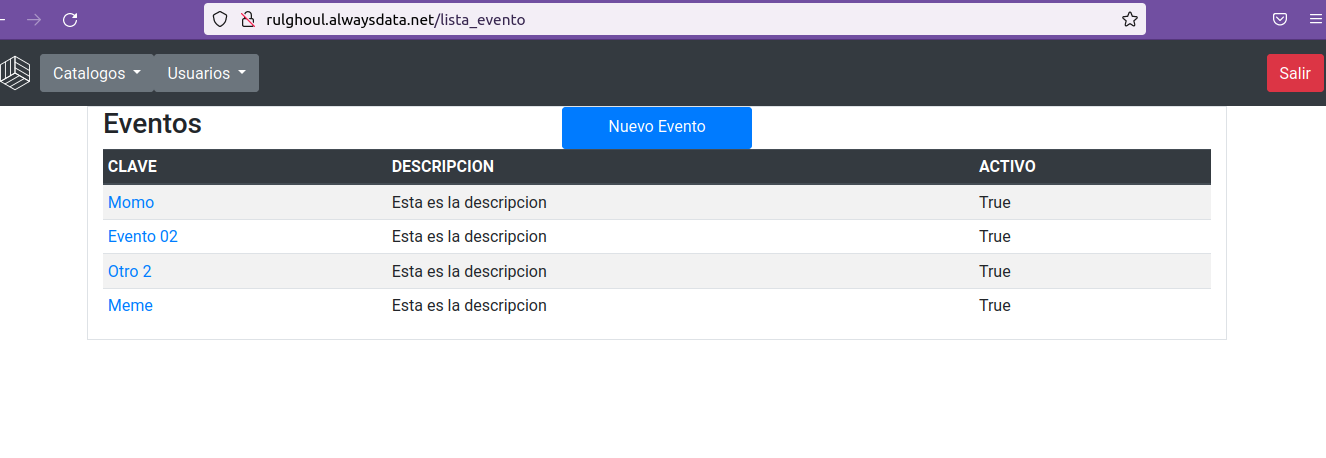 rulghoul.alwaysdata.net/lista_evento
Catalogos Usuarios Salir
Eventos Nuevo Evento
CLAVE DESCRIPCION ACTIVO
Momo Esta es la descripcion True
Evento 02 Esta es la descripcion True
Otro 2 Esta es la descripcion True
Meme Esta es la descripcion True